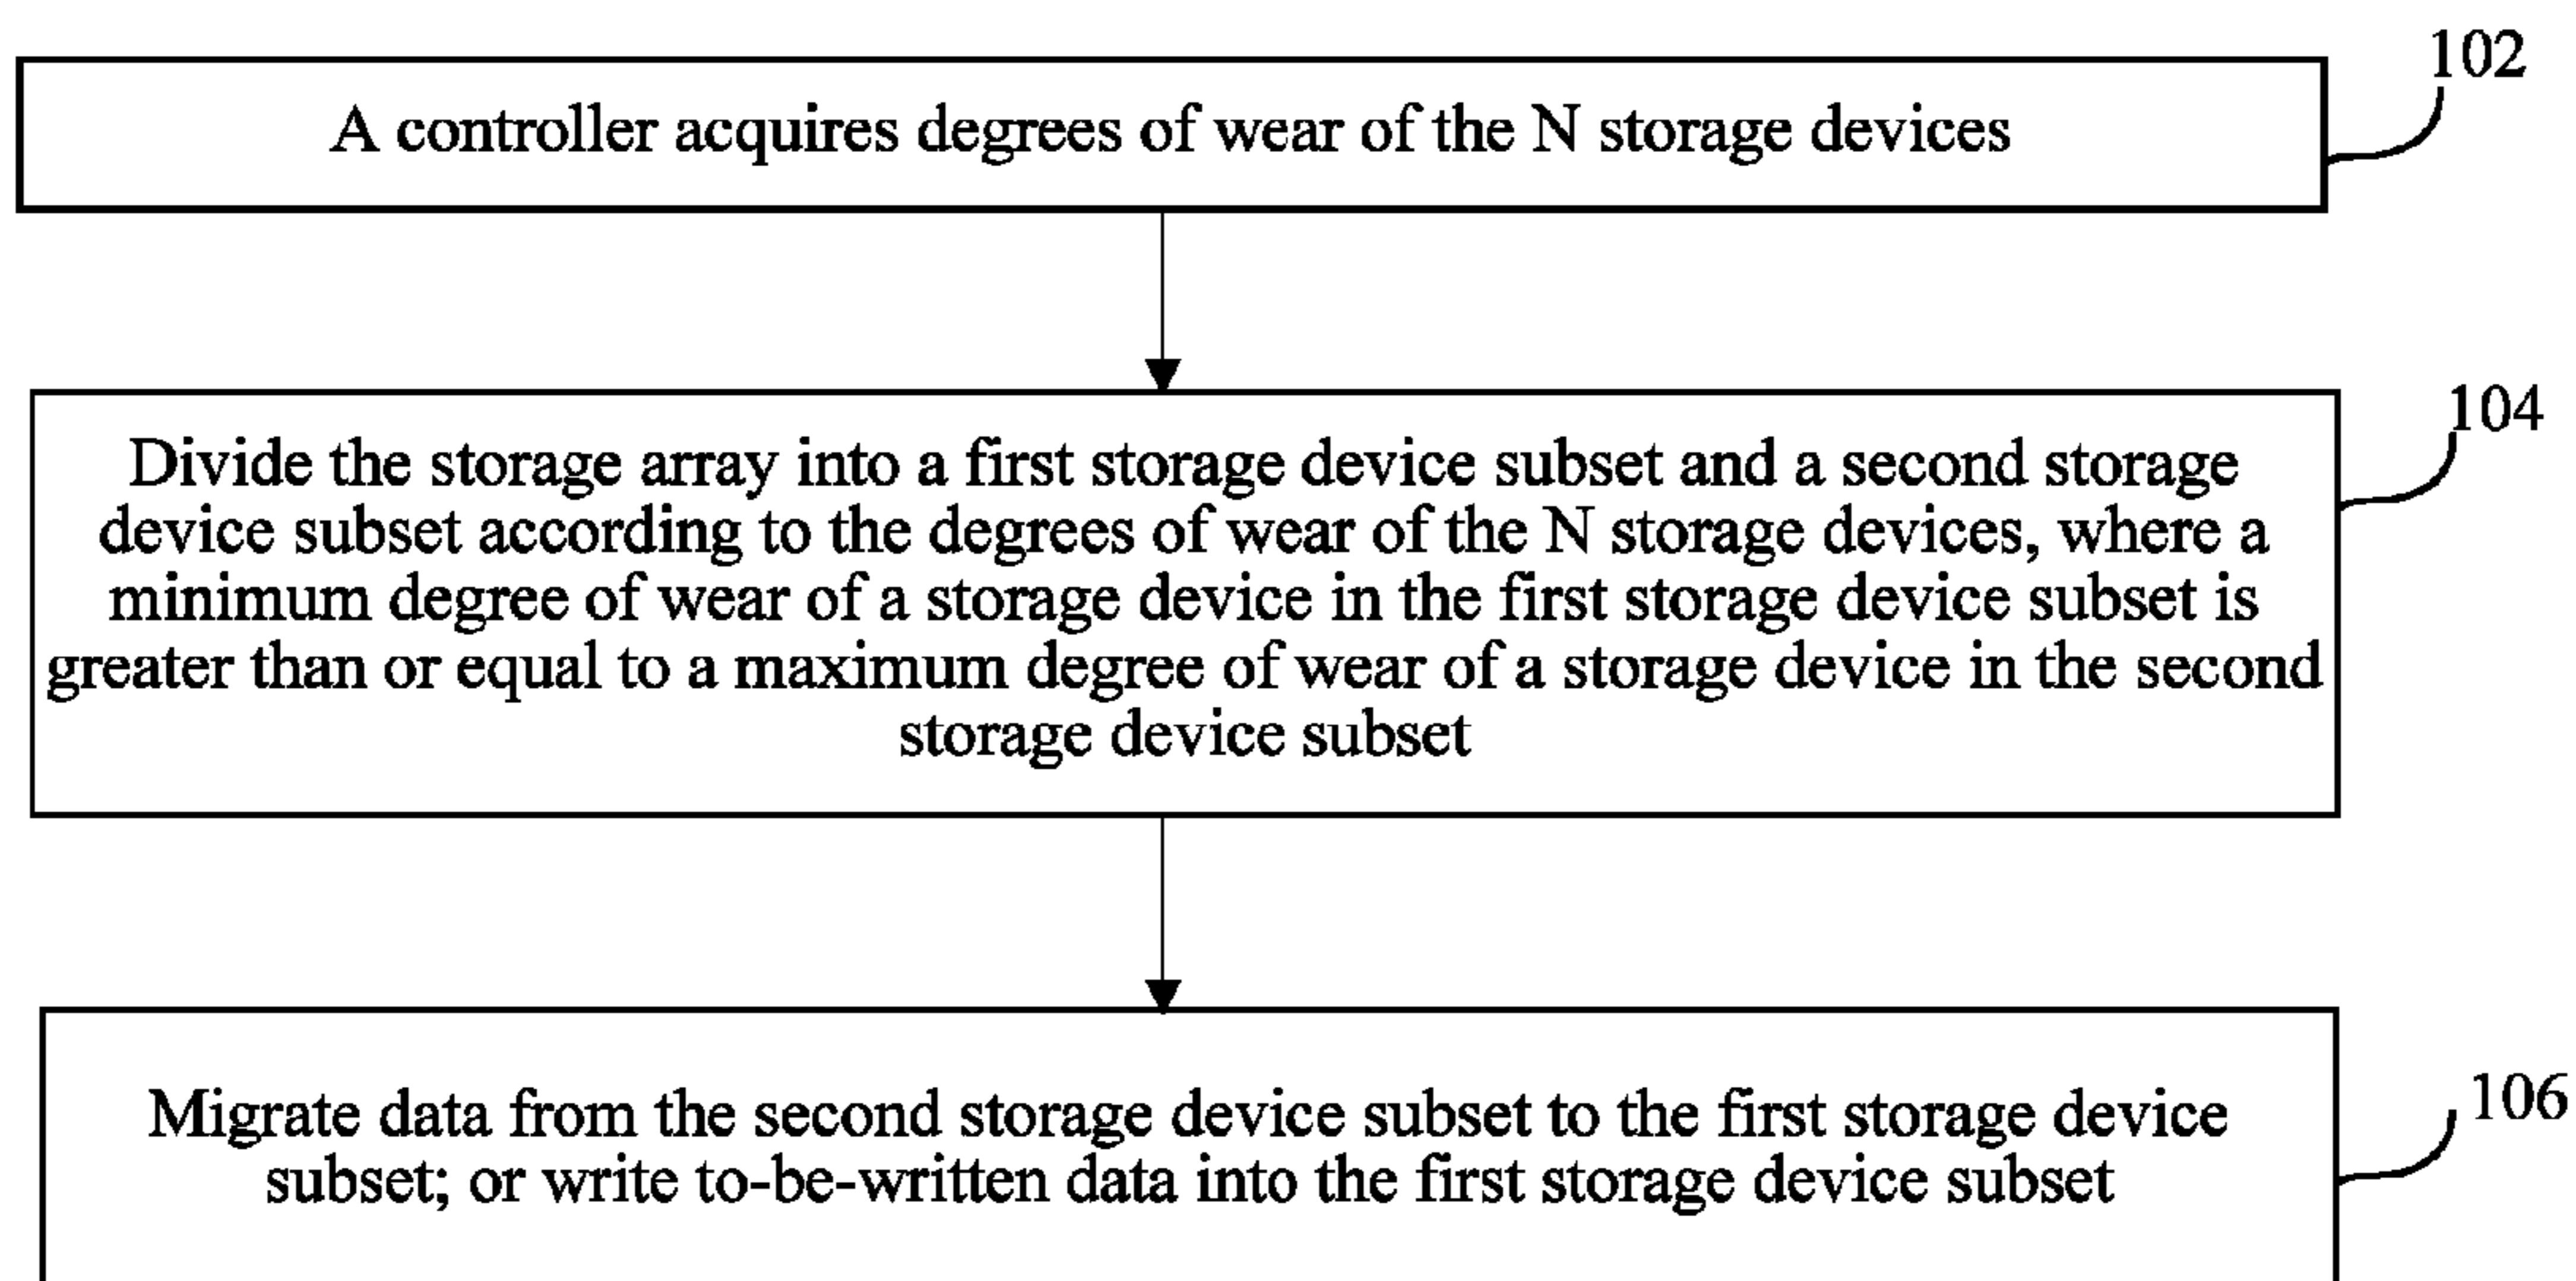 102
A controller acquires degrees of wear of the N storage devices
104
Divide the storage array into a first storage device subset and a second storage
device subset according to the degrees of wear of the N storage devices, where a
minimum degree of wear of a storage device in the first storage device subset is
greater than or equal to a maximum degree of wear of a storage device in the second
storage device subset
106
Migrate data from the second storage device subset to the first storage device
subset; or write to-be-written data into the first storage device subset